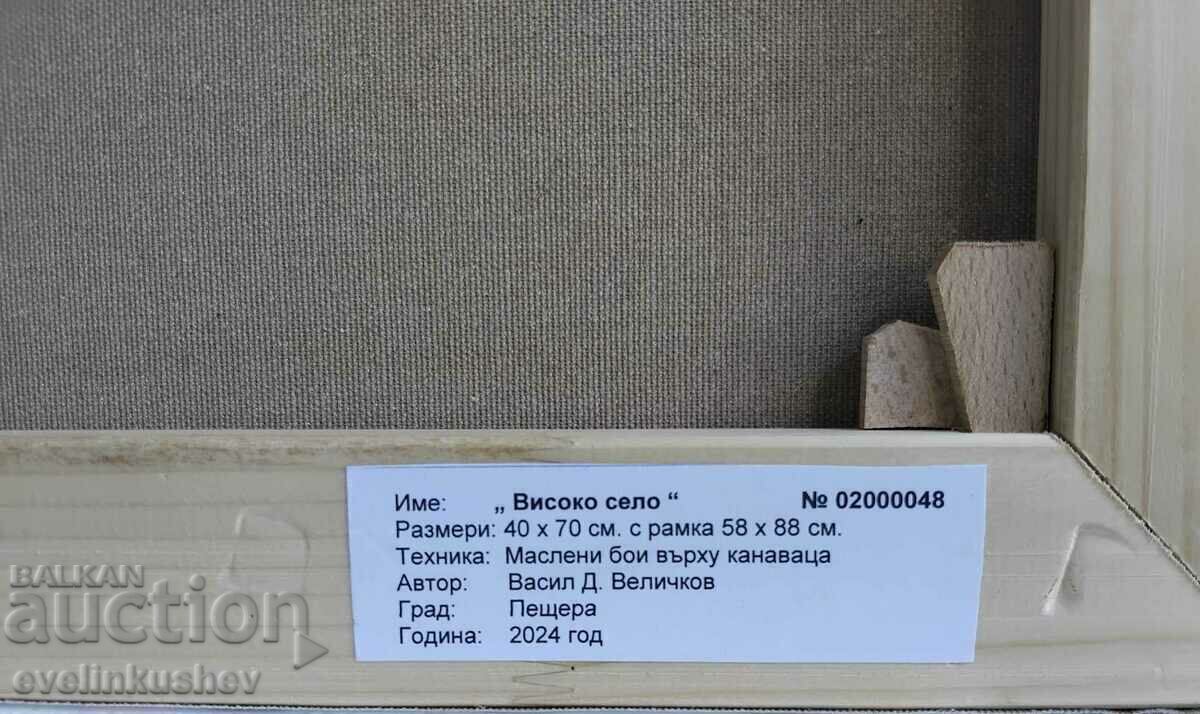 Име: „ Високо село “ № 02000048
Размери: 40 х 70 см. с рамка 58 х 88 см.
Техника: Маслени бои върху канаваца
Автор: Васил Д. Величков
Град: Пещера
Година: 2024 год
BALKAN
auction
evelinkushev